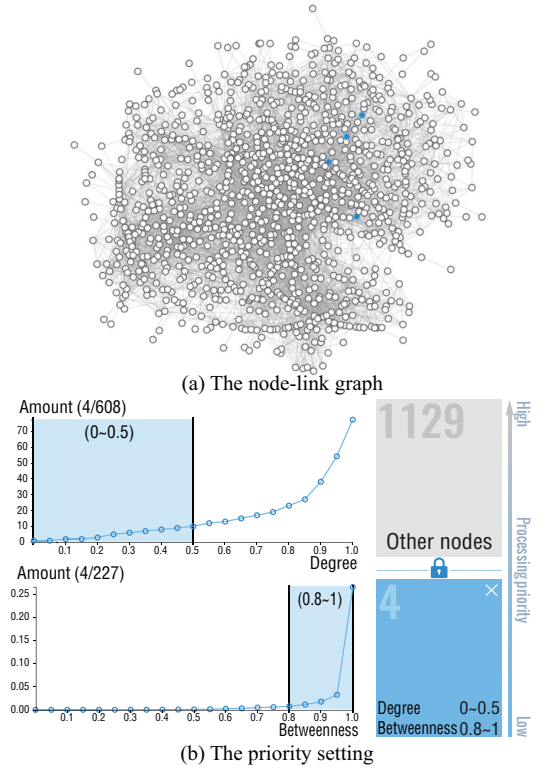 (a) The node-link graph
Amount (4/608)
(0~0.5)
70
60
50
40
30
20
10
0
0.1 0.2 0.3 0.4 0.5 0.6 0.7 0.8 0.9 1.0
Degree
Amount (4/227)
(0.8~1)
0.25
0.20
0.15
0.10
0.05
0.00
0.1 0.2 0.3 0.4 0.5 0.6 0.7 0.8 0.9 1.0
Betweenness
1129
Other nodes
4
Degree 0~0.5
Betweenness 0.8~1
High
Processing priority
Low
(b) The priority setting